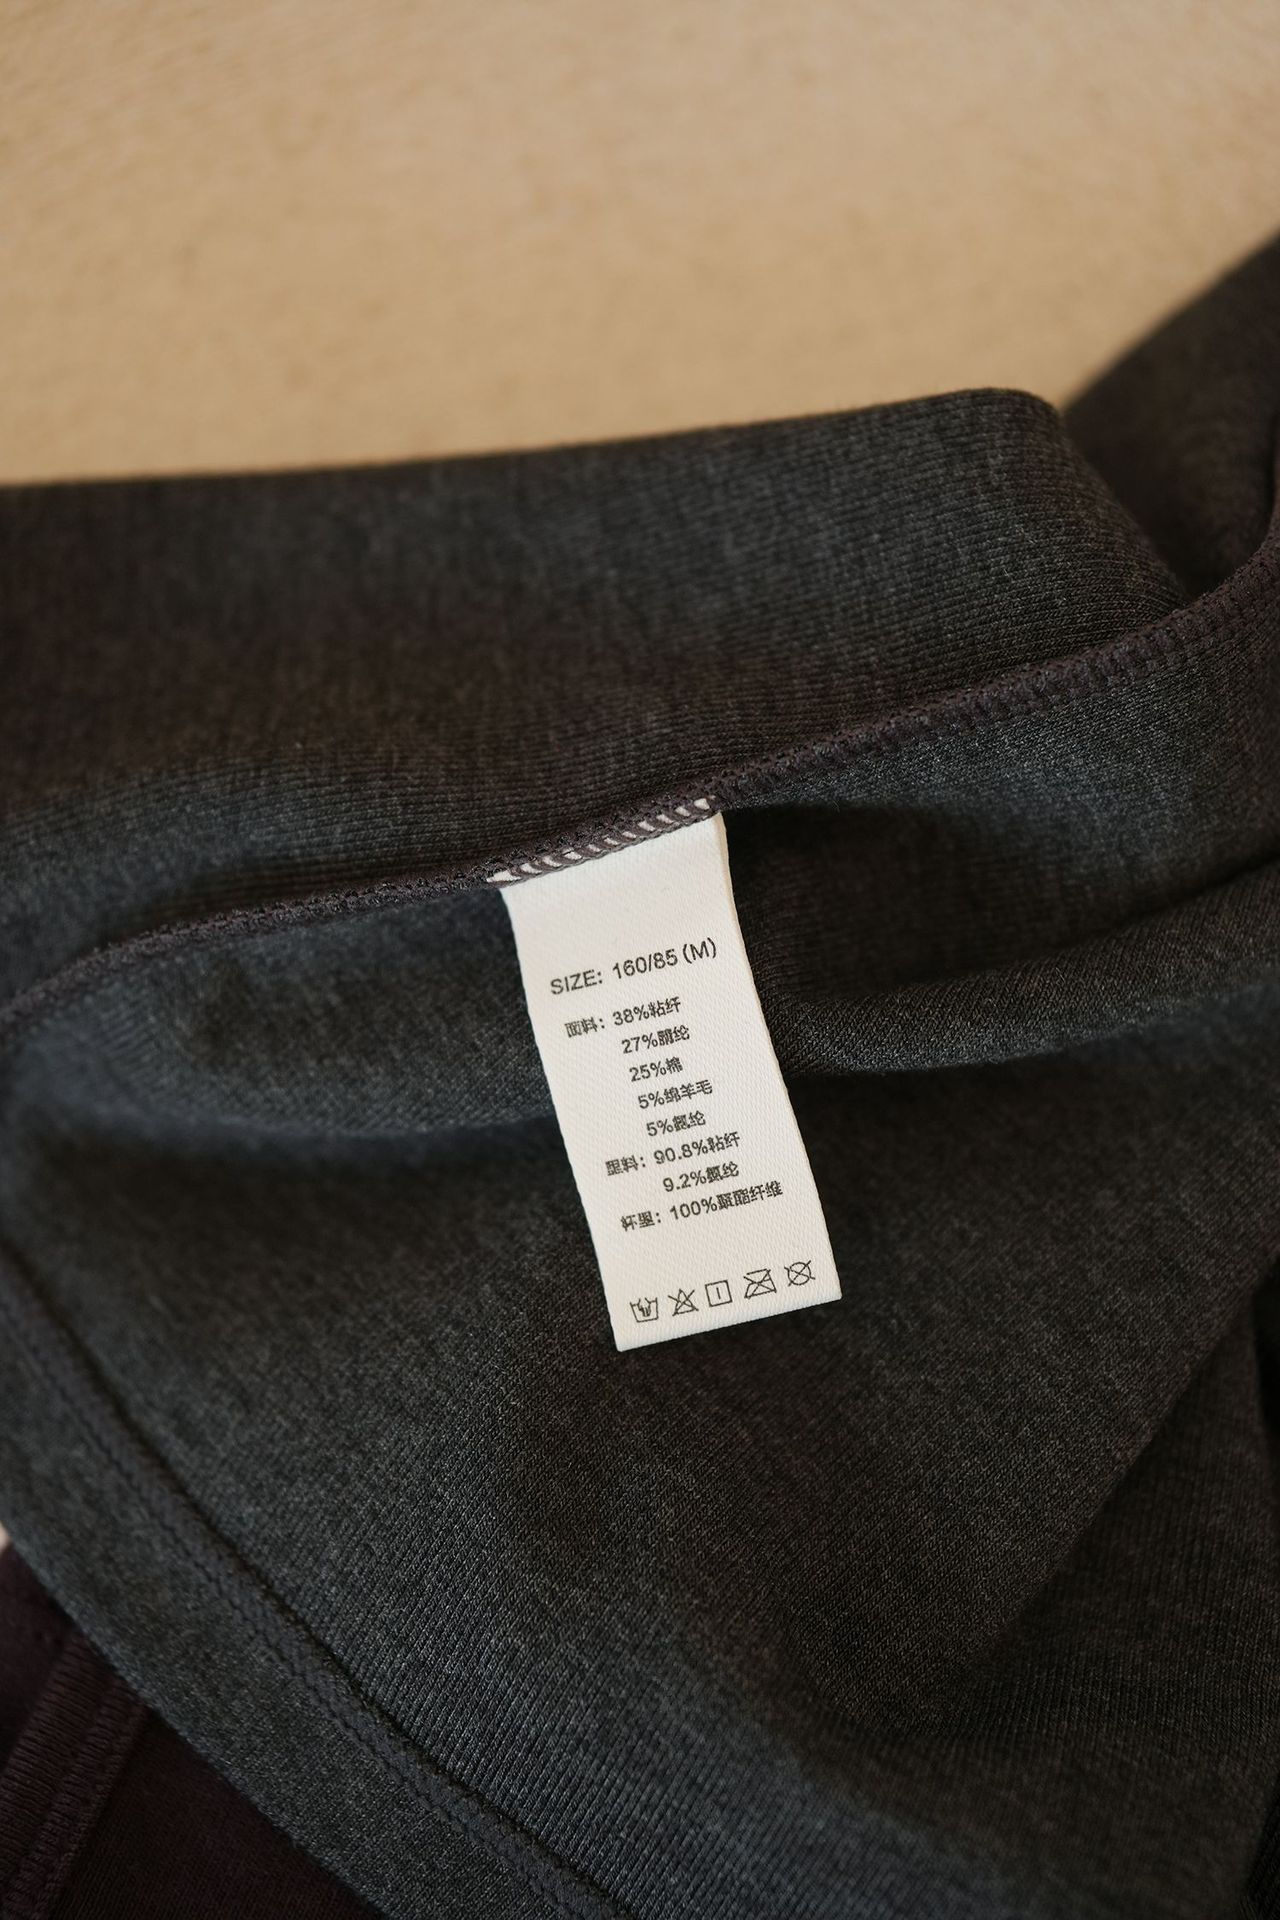 SIZE: 160/85 (M)
面料: 38%粘纤
27%腈纶
25%棉
5%绵羊毛
5%氨纶
里料: 90.8%粘纤
9.2%氨纶
杯里: 100%聚酯纤维